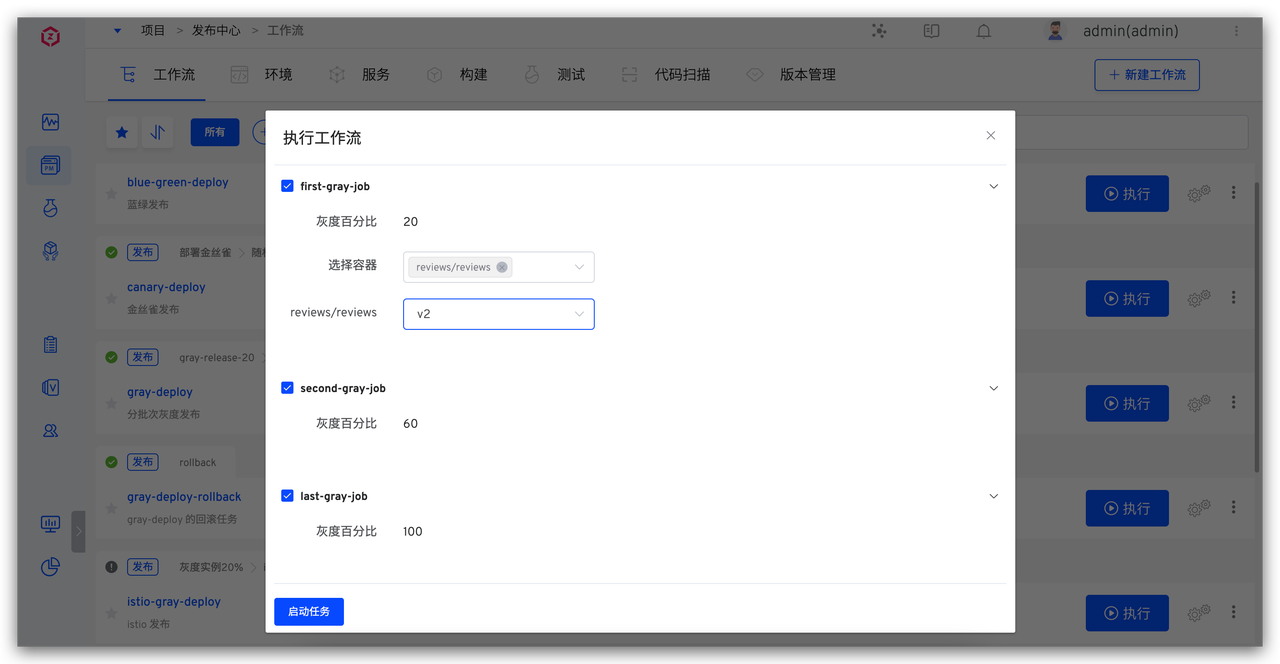 项目 > 发布中心 > 工作流
admin(admin)
工作流 环境 服务 构建 测试 代码扫描 版本管理
+ 新建工作流
所有
执行工作流
first-gray-job
灰度百分比 20
选择容器 reviews/reviews
reviews/reviews v2
second-gray-job
灰度百分比 60
last-gray-job
灰度百分比 100
启动任务
blue-green-deploy
蓝绿发布
执行
发布 部署金丝雀 > 随
canary-deploy
金丝雀发布
执行
发布 gray-release-20
gray-deploy
分批次灰度发布
执行
发布 rollback
gray-deploy-rollback
gray-deploy 的回滚任务
执行
发布 灰度实例20% >
istio-gray-deploy
istio 发布
执行